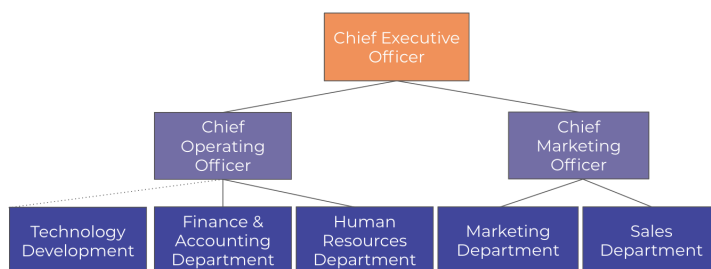 Chief Executive
Officer
Chief
Operating
Officer
Chief
Marketing
Officer
Technology
Development
Finance &
Accounting
Department
Human
Resources
Department
Marketing
Department
Sales
Department